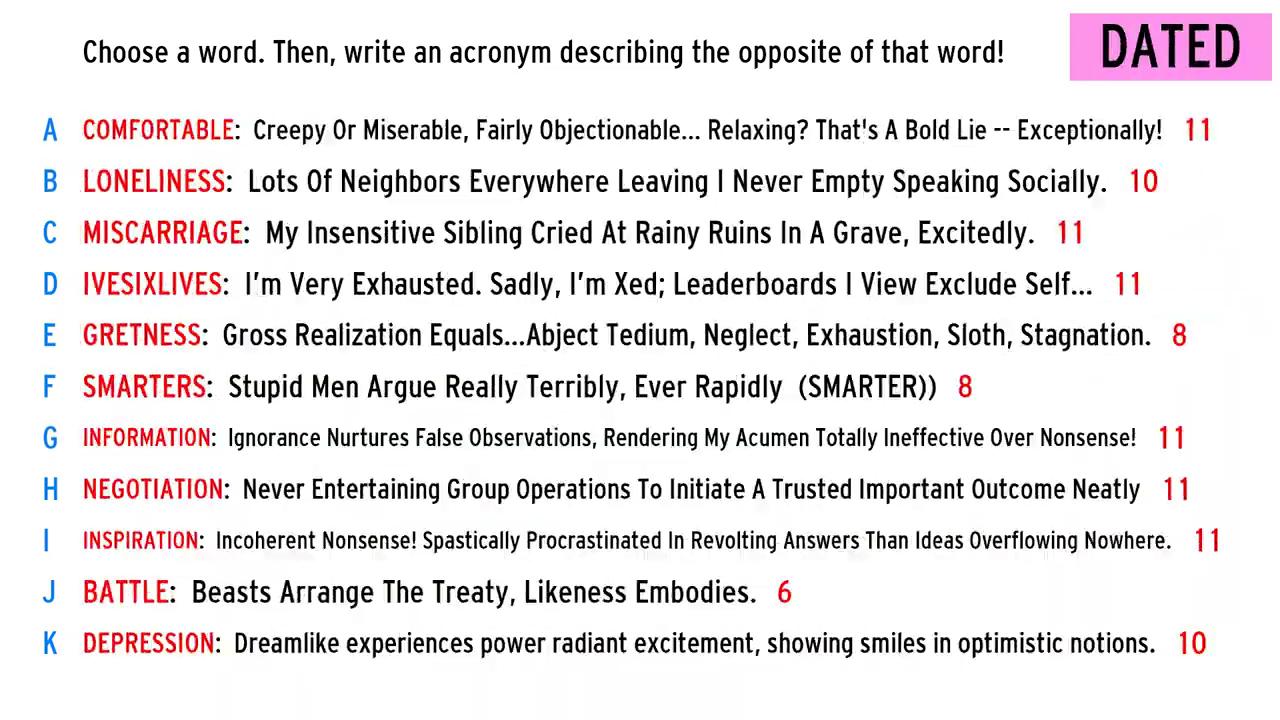 Choose a word. Then, write an acronym describing the opposite of that word!
DATED
A COMFORTABLE: Creepy Or Miserable, Fairly Objectionable... Relaxing? That's A Bold Lie -- Exceptionally! 11
B LONELINESS: Lots Of Neighbors Everywhere Leaving I Never Empty Speaking Socially. 10
C MISCARRIAGE: My Insensitive Sibling Cried At Rainy Ruins In A Grave, Excitedly. 11
D IVESIXLIVES: I'm Very Exhausted. Sadly, I'm Xed; Leaderboards I View Exclude Self... 11
E GRETNESS: Gross Realization Equals...Abject Tedium, Neglect, Exhaustion, Sloth, Stagnation. 8
F SMARTERS: Stupid Men Argue Really Terribly, Ever Rapidly (SMARTER)) 8
G INFORMATION: Ignorance Nurtures False Observations, Rendering My Acumen Totally Ineffective Over Nonsense! 11
H NEGOTIATION: Never Entertaining Group Operations To Initiate A Trusted Important Outcome Neatly 11
I INSPIRATION: Incoherent Nonsense! Spastically Procrastinated In Revolting Answers Than Ideas Overflowing Nowhere. 11
J BATTLE: Beasts Arrange The Treaty, Likeness Embodies. 6
K DEPRESSION: Dreamlike experiences power radiant excitement, showing smiles in optimistic notions. 10